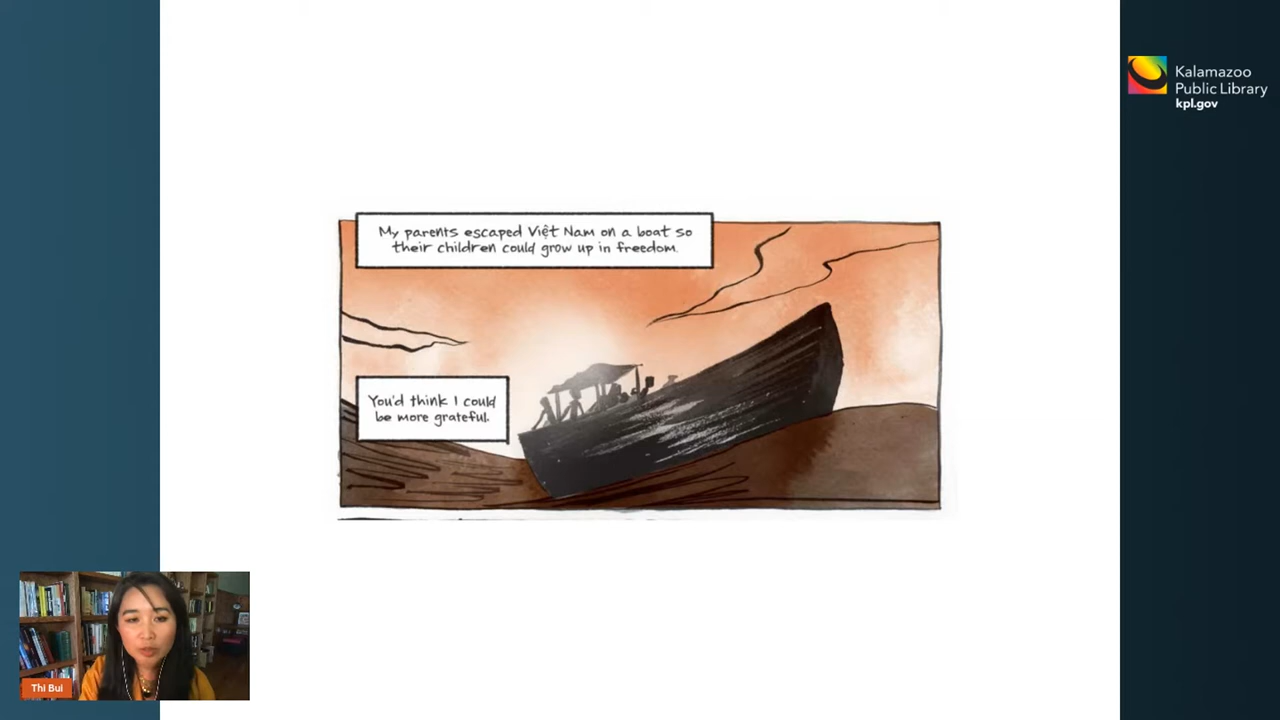 My parents escaped Việt Nam on a boat so
their children could grow up in freedom.
You'd think I could
be more grateful.
Kalamazoo
Public Library
kpl.gov
Thi Bui